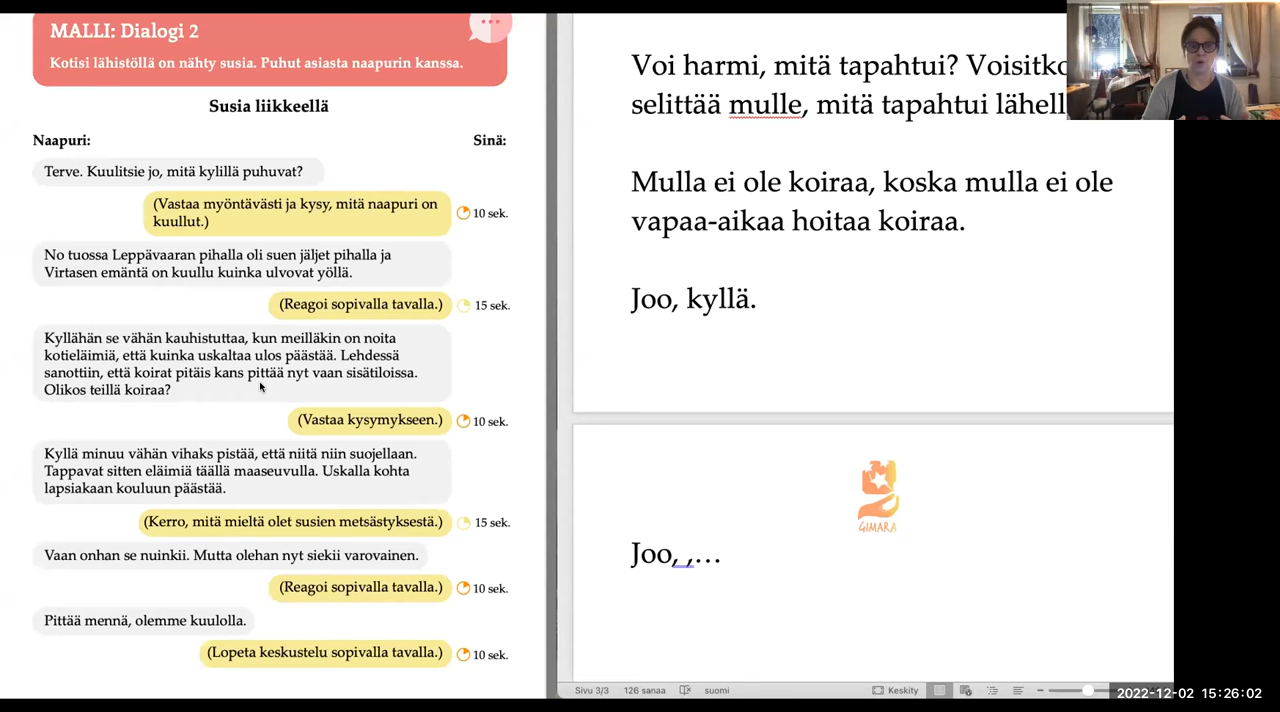 MALLI: Dialogi 2
Kotisi lähistöllä on nähty susia. Puhut asiasta naapurin kanssa.
Susia liikkeellä
Naapuri:
Sinä:
Terve. Kuulitsie jo, mitä kylillä puhuvat?
(Vastaa myöntävästi ja kysy, mitä naapuri on
kuullut.)
10 sek.
No tuossa Leppävaaran pihalla oli suen jäljet pihalla ja
Virtasen emäntä on kuullu kuinka ulvovat yöllä.
(Reagoi sopivalla tavalla.)
15 sek.
Kyllähän se vähän kauhistuttaa, kun meilläkin on noita
kotieläimiä, että kuinka uskaltaa ulos päästää. Lehdessä
sanottiin, että koirat pitäis kans pittää nyt vaan sisätiloissa.
Olikos teillä koiraa?
(Vastaa kysymykseen.)
10 sek.
Kyllä minuu vähän vihaks pistää, että niitä niin suojellaan.
Tappavat sitten eläimiä täällä maaseuvulla. Uskalla kohta
lapsiakaan kouluun päästää.
(Kerro, mitä mieltä olet susien metsästyksestä.)
15 sek.
Vaan onhan se nuinkii. Mutta olehan nyt siekii varovainen.
(Reagoi sopivalla tavalla.)
10 sek.
Pittää mennä, olemme kuulolla.
(Lopeta keskustelu sopivalla tavalla.)
10 sek.
Voi harmi, mitä tapahtui? Voisitko
selittää mulle, mitä tapahtui lähell
Mulla ei ole koiraa, koska mulla ei ole
vapaa-aikaa hoitaa koiraa.
Joo, kyllä.
GIMARA
Joo, ,…
Sivu 3/3
126 sanaa
suomi
Keskity
2022-12-02 15:26:02